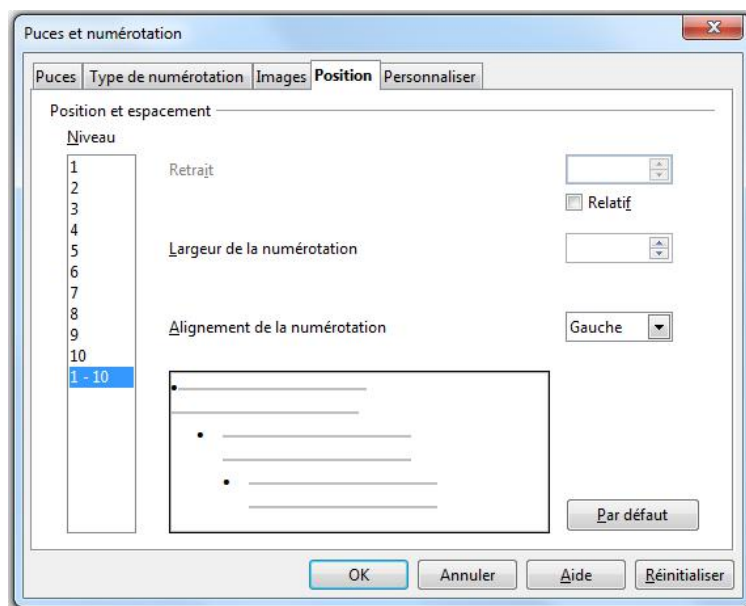 Puces et numérotation
Puces Type de numérotation Images Position Personnaliser
Position et espacement
Niveau
1
2
3
4
5
6
7
8
9
10
1 - 10
Retrait
Relatif
Largeur de la numérotation
Alignement de la numérotation Gauche
Par défaut
OK Annuler Aide Réinitialiser